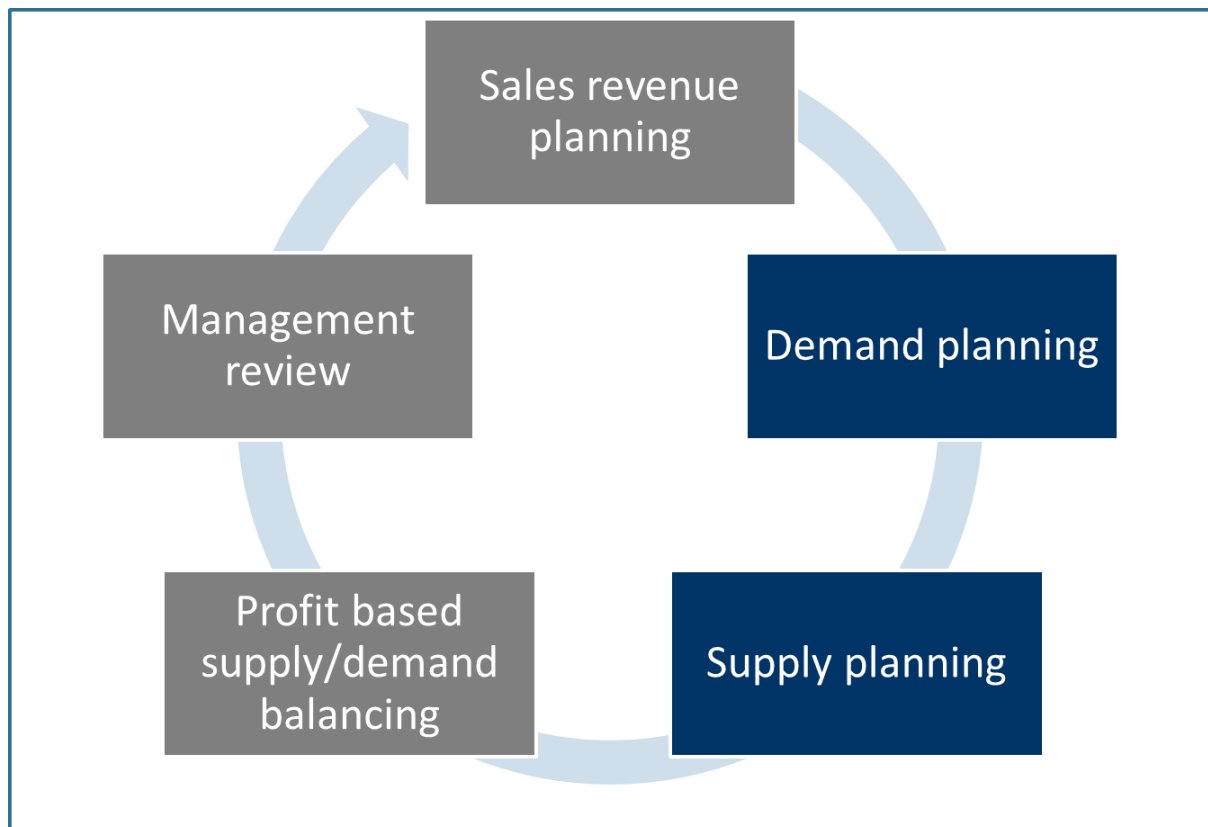 Sales revenue
planning
Demand planning
Supply planning
Profit based
supply/demand
balancing
Management
review